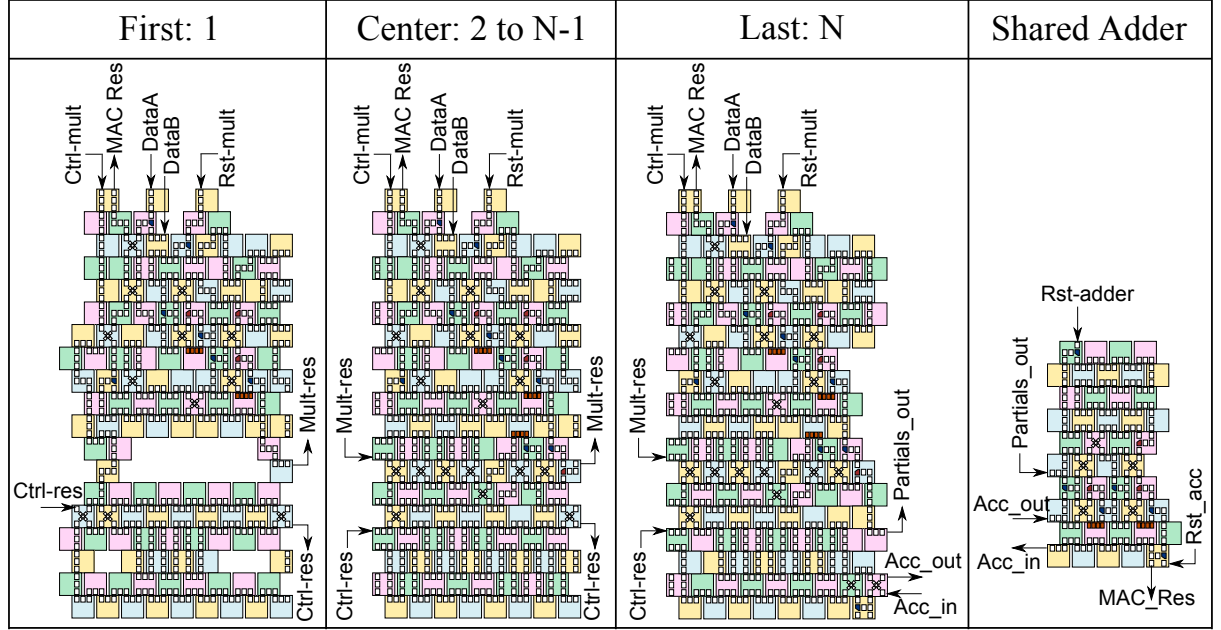 First: 1
Center: 2 to N-1
Last: N
Shared Adder
Ctrl-mult
MAC Res
DataA
DataB
Rst-mult
Mult-res
Ctrl-res
Ctrl-res
Ctrl-mult
MAC Res
DataA
DataB
Rst-mult
Mult-res
Mult-res
Ctrl-res
Ctrl-res
Ctrl-mult
MAC Res
DataA
DataB
Rst-mult
Mult-res
Partials_out
Ctrl-res
Acc_out
Acc_in
Rst-adder
Partials_out
Acc_out
Acc_in
Rst_acc
MAC_Res